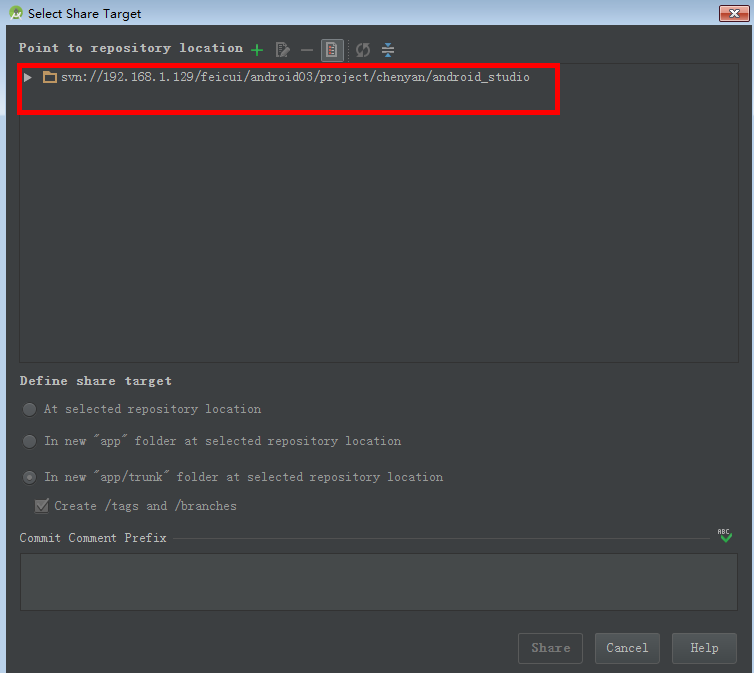 Select Share Target
Point to repository location
svn://192.168.1.129/feicui/android03/project/chenyan/android_studio
Define share target
At selected repository location
In new "app" folder at selected repository location
In new "app/trunk" folder at selected repository location
Create /tags and /branches
Commit Comment Prefix
ABC
Share Cancel Help